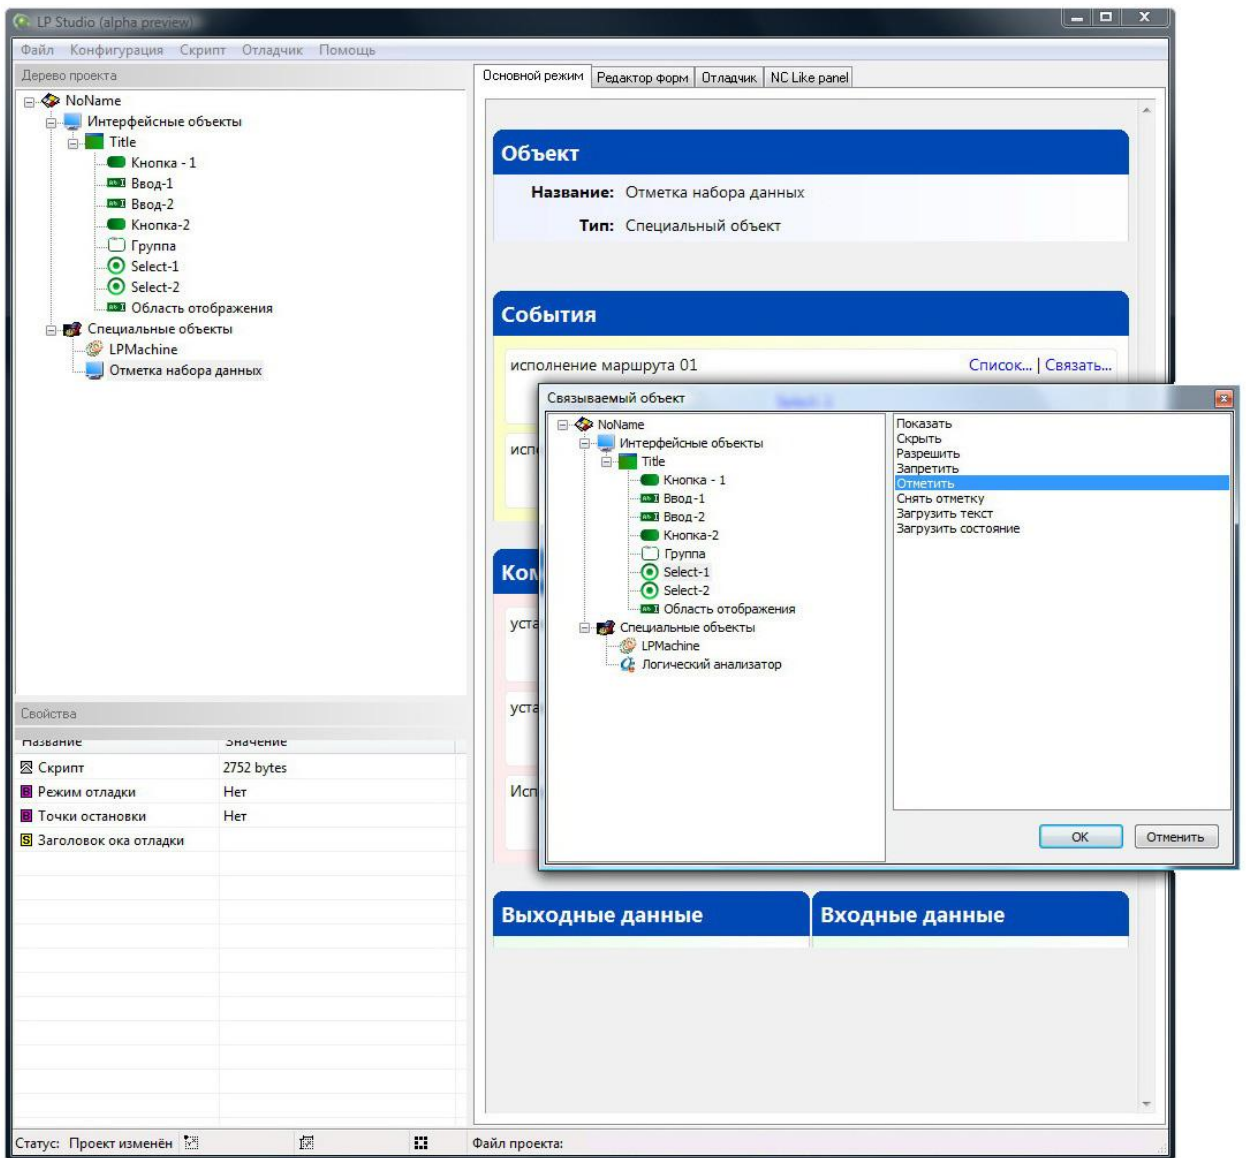 LP Studio (alpha preview)
Файл Конфигурация Скрипт Отладчик Помощь
Дерево проекта
NoName
Интерфейсные объекты
Title
Кнопка - 1
Ввод-1
Ввод-2
Кнопка-2
Группа
Select-1
Select-2
Область отображения
Специальные объекты
LPMachine
Отметка набора данных
Свойства
Название Значение
Скрипт 2752 bytes
Режим отладки Нет
Точки остановки Нет
Заголовок ока отладки
Основной режим Редактор форм Отладчик NC Like panel
Объект
Название: Отметка набора данных
Тип: Специальный объект
События
исполнение маршрута 01 Список... | Связать...
Связываемый объект
NoName
Интерфейсные объекты
Title
Кнопка - 1
Ввод-1
Ввод-2
Кнопка-2
Группа
Select-1
Select-2
Область отображения
Специальные объекты
LPMachine
Логический анализатор
Показать
Скрыть
Разрешить
Запретить
Отметить
Снять отметку
Загрузить текст
Загрузить состояние
OK Отменить
Выходные данные Входные данные
Статус: Проект изменён Файл проекта: